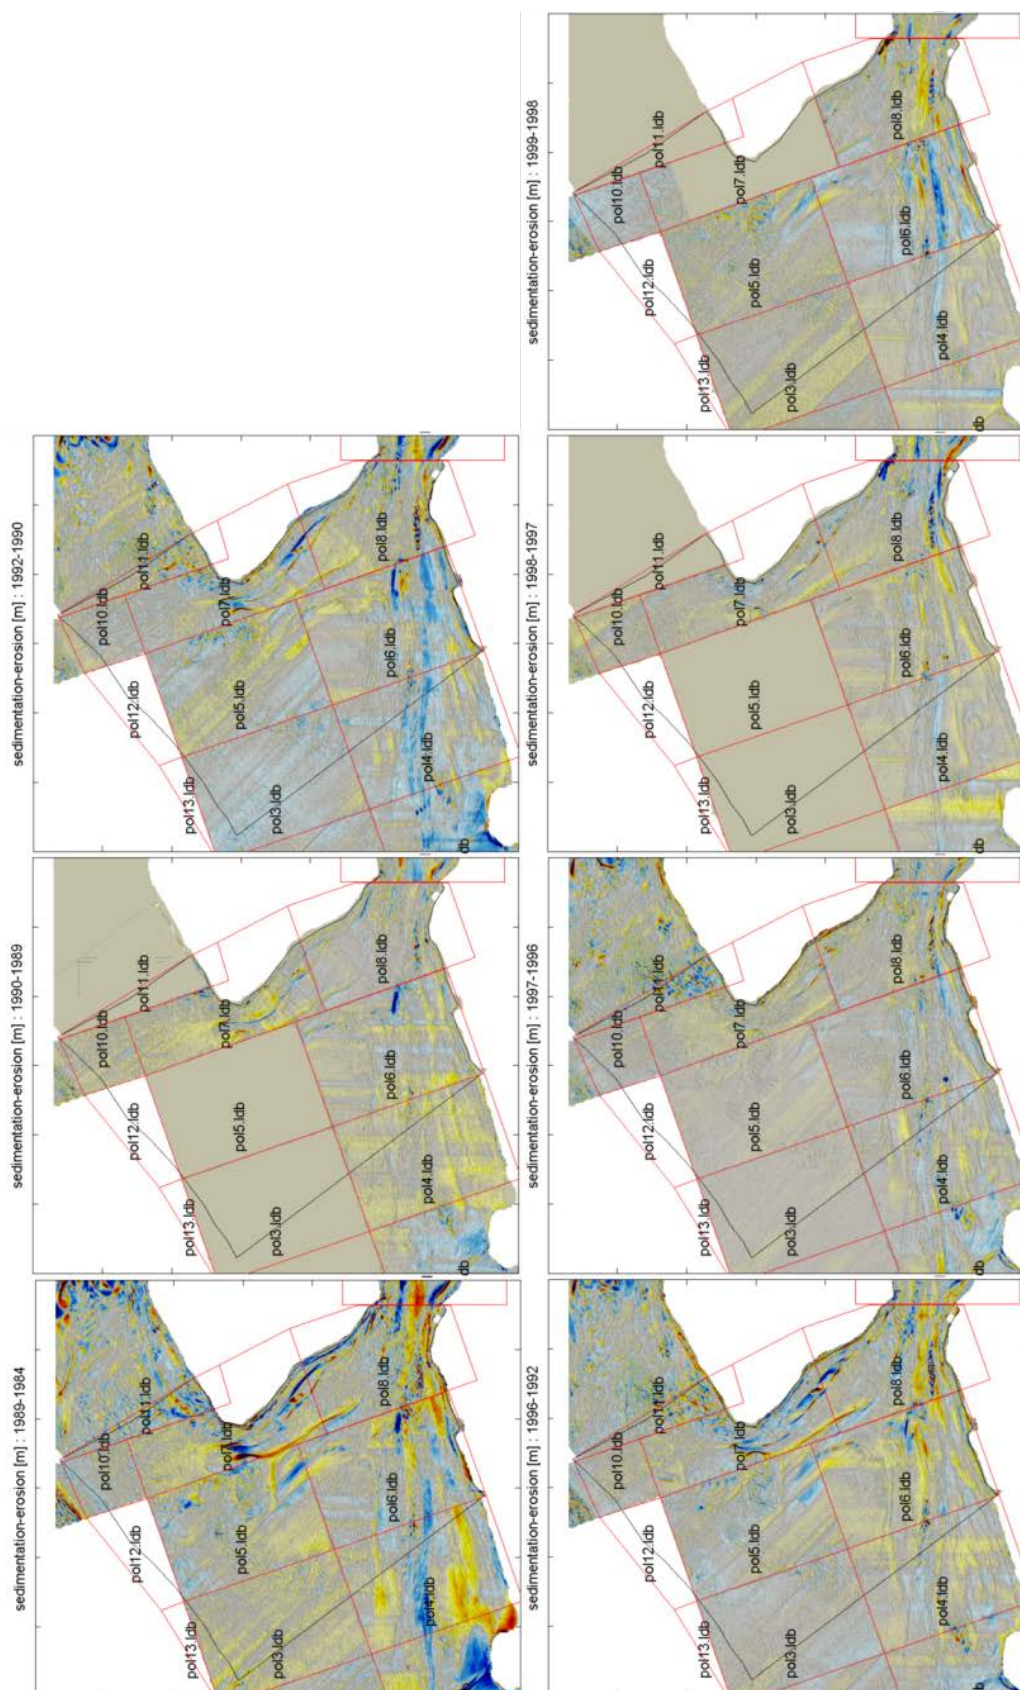 sedimentation-erosion [m] : 1989-1984
pol10.ldb
pol12.ldb
pol11.ldb
pol13.ldb
pol7.ldb
pol5.ldb
pol3.ldb
pol8.ldb
pol6.ldb
pol4.ldb
db
sedimentation-erosion [m] : 1990-1989
pol10.ldb
pol12.ldb
pol11.ldb
pol13.ldb
pol7.ldb
pol5.ldb
pol3.ldb
pol8.ldb
pol6.ldb
pol4.ldb
db
sedimentation-erosion [m] : 1992-1990
pol10.ldb
pol12.ldb
pol11.ldb
pol13.ldb
pol7.ldb
pol5.ldb
pol3.ldb
pol8.ldb
pol6.ldb
pol4.ldb
db
sedimentation-erosion [m] : 1996-1992
pol10.ldb
pol12.ldb
pol11.ldb
pol13.ldb
pol7.ldb
pol5.ldb
pol3.ldb
pol8.ldb
pol6.ldb
pol4.ldb
db
sedimentation-erosion [m] : 1997-1996
pol10.ldb
pol12.ldb
pol11.ldb
pol13.ldb
pol7.ldb
pol5.ldb
pol3.ldb
pol8.ldb
pol6.ldb
pol4.ldb
db
sedimentation-erosion [m] : 1998-1997
pol10.ldb
pol12.ldb
pol11.ldb
pol13.ldb
pol7.ldb
pol5.ldb
pol3.ldb
pol8.ldb
pol6.ldb
pol4.ldb
db
sedimentation-erosion [m] : 1999-1998
pol10.ldb
pol12.ldb
pol11.ldb
pol13.ldb
pol7.ldb
pol5.ldb
pol3.ldb
pol8.ldb
pol6.ldb
pol4.ldb
db